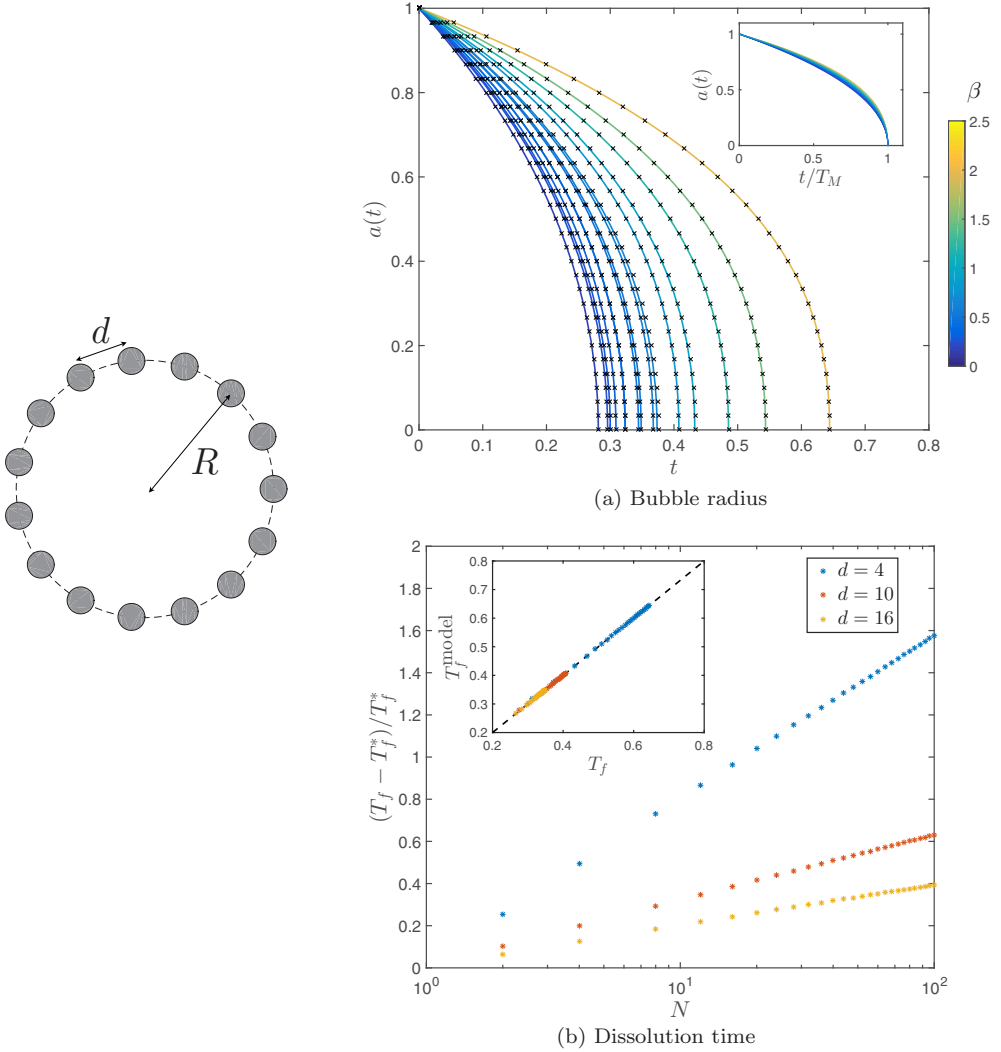 d
R
a(t)
1
0.8
0.6
0.4
0.2
0
0 0.1 0.2 0.3 0.4 0.5 0.6 0.7 0.8
t
a(t)
1
0.5
0
0 0.5 1
t/T_M
β
2.5
2
1.5
1
0.5
0
(a) Bubble radius
(T_f − T_f^*)/T_f^*
2
1.8
1.6
1.4
1.2
1
0.8
0.6
0.4
0.2
0
10^0 10^1 10^2
N
T_f^model
0.8
0.7
0.6
0.5
0.4
0.3
0.2
0.2 0.4 0.6 0.8
T_f
d = 4
d = 10
d = 16
(b) Dissolution time